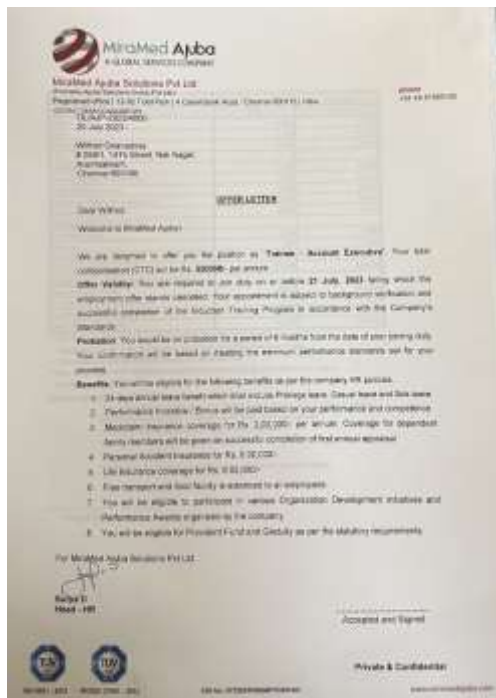 MiraMed Ajuba
A GLOBAL SERVICES COMPANY
MiraMed Ajuba Solutions Pvt Ltd
20 July 2023
Chennai
OFFER LETTER
Dear Wilfred
Welcome to MiraMed Ajuba!
We are delighted to offer you the position as "Trainee - Account Executive". Your total
compensation (CTC) will be Rs. per annum.
Offer Validity: You are required to join duty on or before 21 July, 2023 failing which the
employment offer stands canceled. Your appointment is subject to background verification and
successful completion of the Induction Training Program in accordance with the Company's
standards.
Probation: You would be on probation for a period of 6 months from the date of your joining duty.
Your confirmation will be based on meeting the minimum performance standards set for your
process.
Benefits: You will be eligible for the following benefits as per the company HR policies.
1. 24 days annual leave benefit which shall include Privilege leave, Casual leave and Sick leave
2. Performance Incentive / Bonus will be paid based on your performance and competence
3. Mediclaim Insurance coverage for Rs. 2,00,000/- per annum. Coverage for dependent
family members will be given on successful completion of first annual appraisal
4. Personal Accident Insurance for Rs.
5. Life Insurance coverage for Rs.
6. Free transport and food facility is extended to all employees
7. You will be eligible to participate in various Organization Development initiatives and
Performance Awards organized by the company
8. You will be eligible for Provident Fund and Gratuity as per the statutory requirements.
For MiraMed Ajuba Solutions Pvt Ltd
Head - HR
Accepted and Signed
Private & Confidential